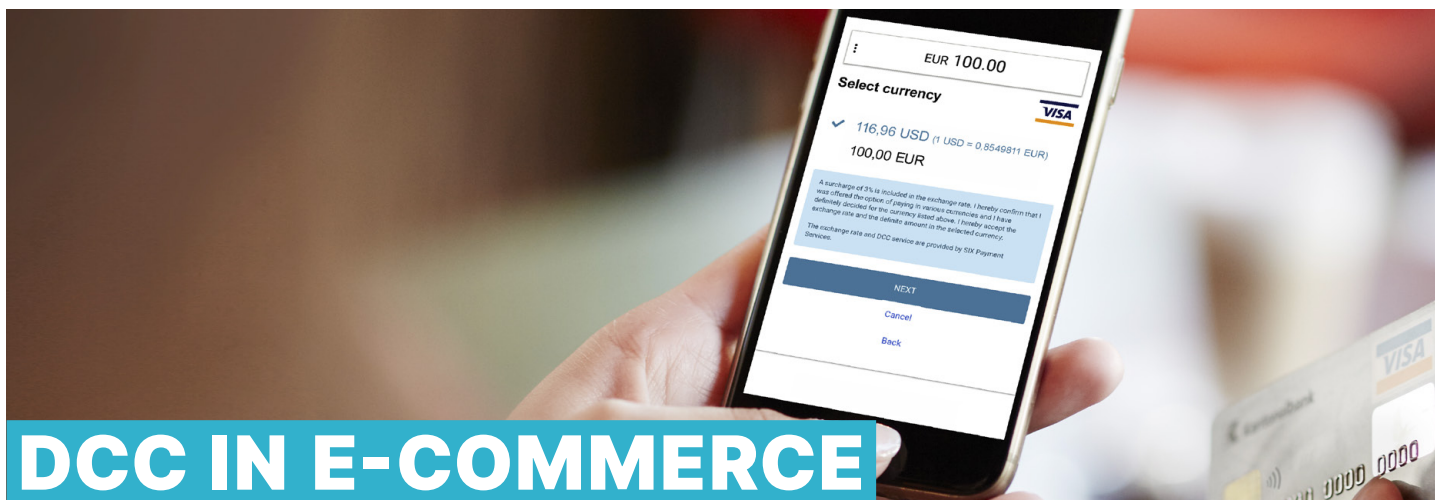 EUR 100.00
Select currency
VISA
116,96 USD (1 USD = 0,8549811 EUR)
100,00 EUR
A surcharge of 3% is included in the exchange rate. I hereby confirm that I
was offered the option of paying in various currencies and I have
definitely decided for the currency listed above. I hereby accept the
exchange rate and the definite amount in the selected currency.
The exchange rate and DCC service are provided by SIX Payment
Services.
NEXT
Cancel
Back
VISA
Kantonalbank
0000 0000
DCC IN E-COMMERCE